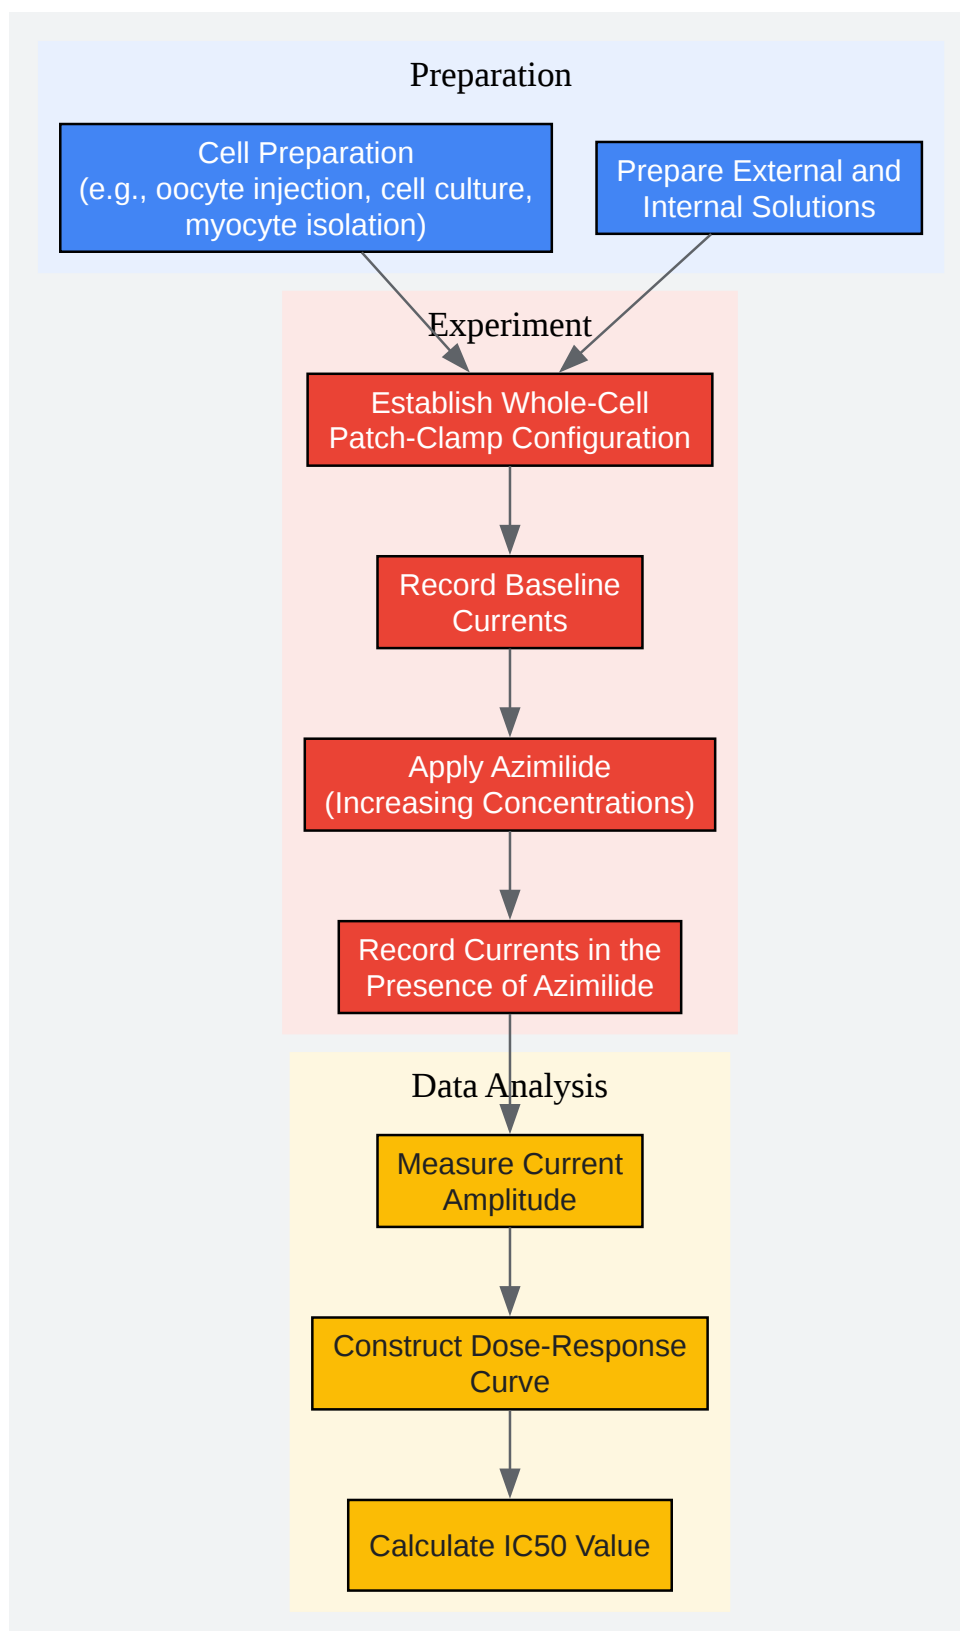 Preparation
Cell Preparation
(e.g., oocyte injection, cell culture,
myocyte isolation)
Prepare External and
Internal Solutions
Experiment
Establish Whole-Cell
Patch-Clamp Configuration
Record Baseline
Currents
Apply Azimilide
(Increasing Concentrations)
Record Currents in the
Presence of Azimilide
Data Analysis
Measure Current
Amplitude
Construct Dose-Response
Curve
Calculate IC50 Value